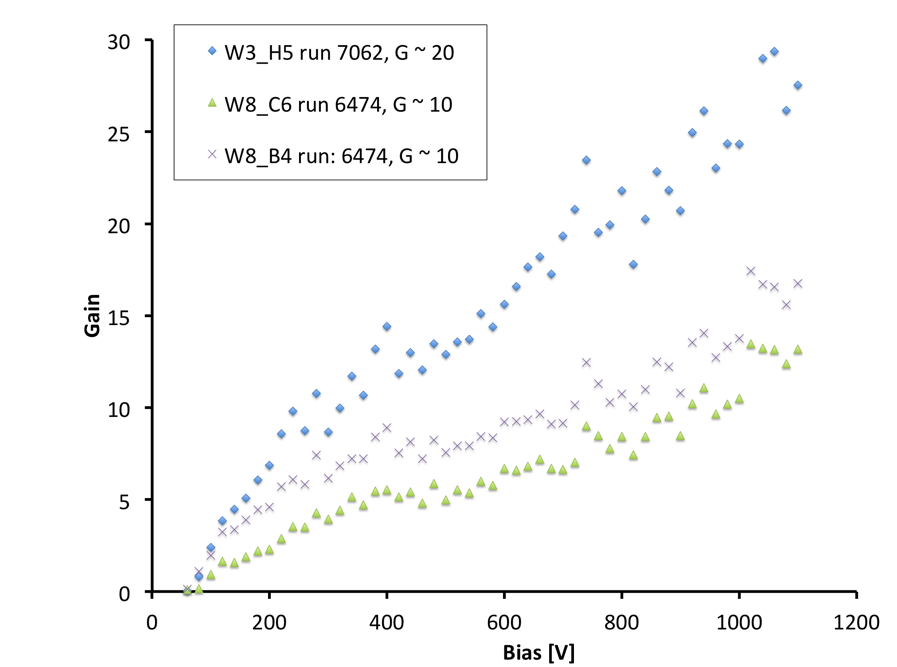 W3_H5 run 7062, G ~ 20
W8_C6 run 6474, G ~ 10
W8_B4 run: 6474, G ~ 10
Gain
30
25
20
15
10
5
0
0 200 400 600 800 1000 1200
Bias [V]